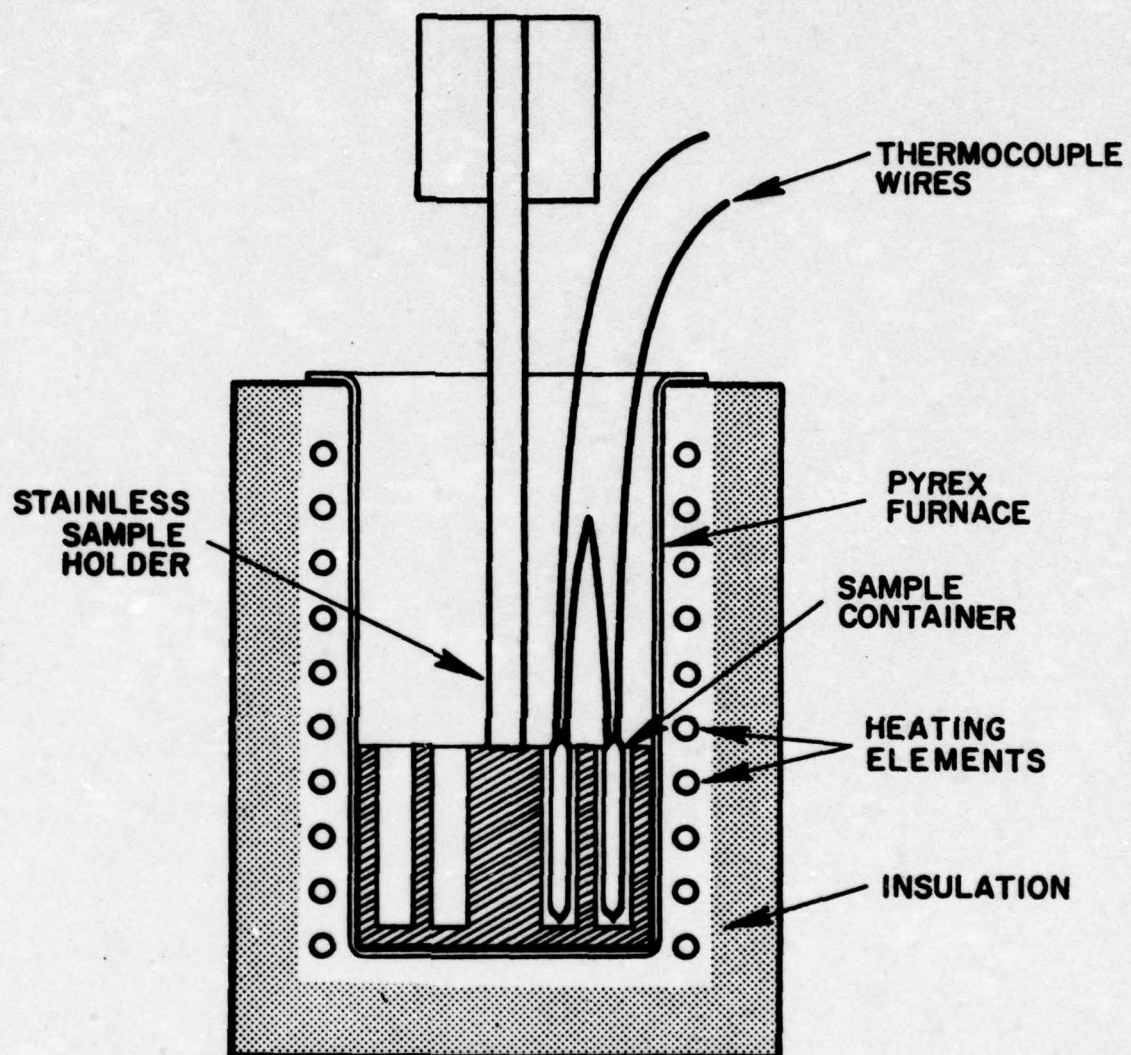 THERMOCOUPLE
WIRES
STAINLESS
SAMPLE
HOLDER
PYREX
FURNACE
SAMPLE
CONTAINER
HEATING
ELEMENTS
INSULATION